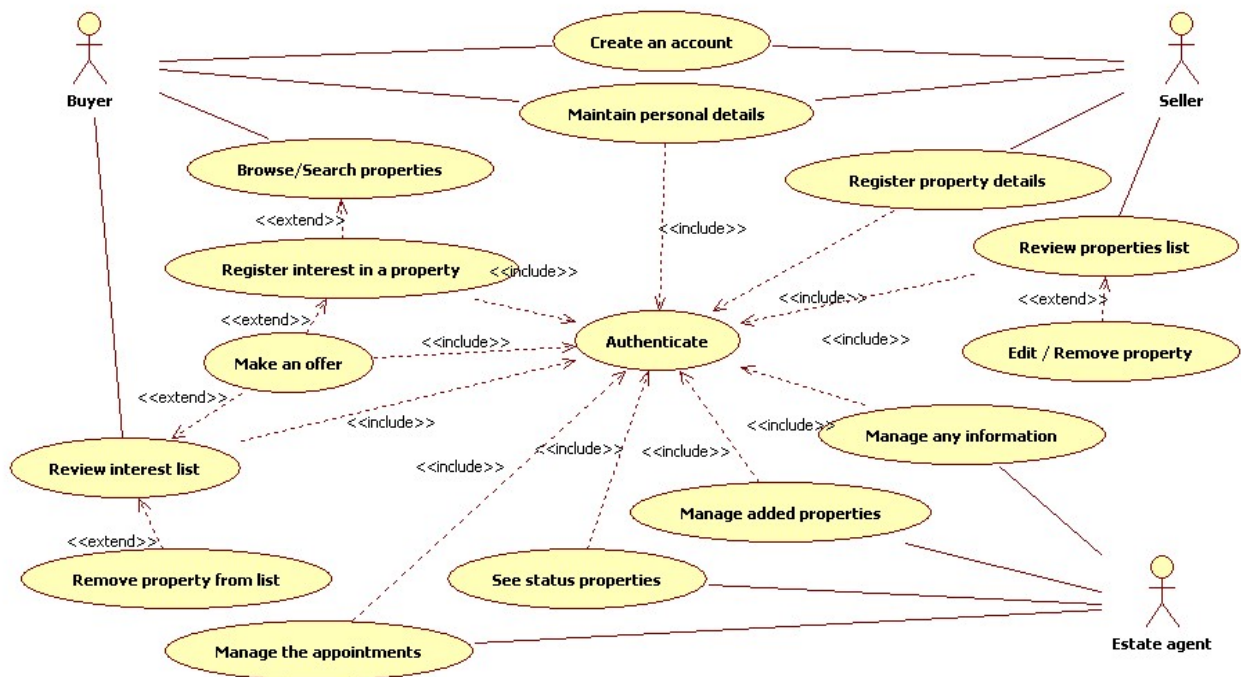 Create an account
Buyer
Seller
Maintain personal details
Browse/Search properties
Register property details
<<extend>>
<<include>>
Review properties list
Register interest in a property
<<include>>
<<include>>
<<extend>>
<<extend>>
Authenticate
<<include>>
<<include>>
Edit / Remove property
Make an offer
<<extend>>
<<include>>
<<include>>
Manage any information
<<include>>
<<include>>
Review interest list
<<include>>
Manage added properties
<<extend>>
Remove property from list
See status properties
Manage the appointments
Estate agent